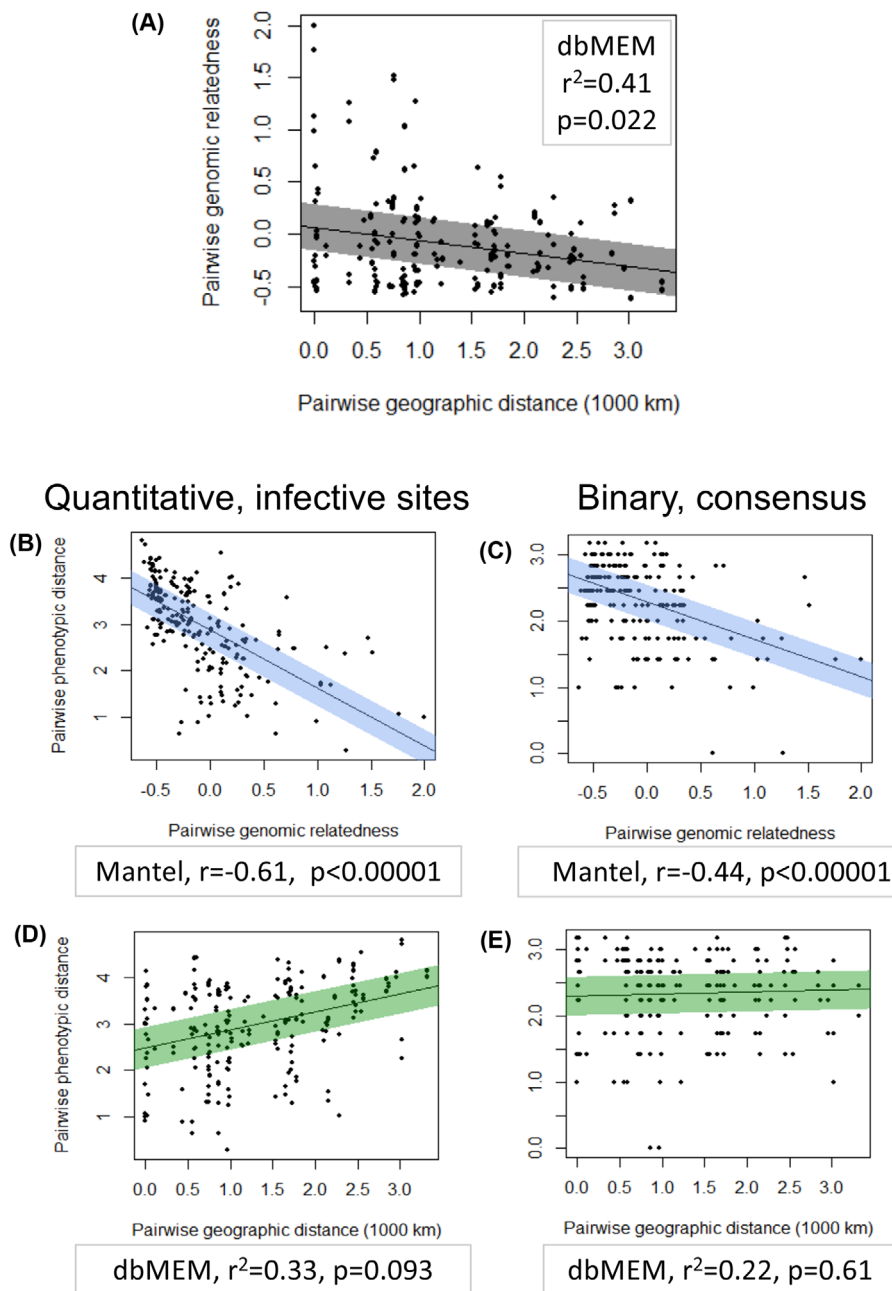 (A)
Pairwise genomic relatedness
2.0
1.5
1.0
0.5
0.0
-0.5
dbMEM
r²=0.41
p=0.022
0.0 0.5 1.0 1.5 2.0 2.5 3.0
Pairwise geographic distance (1000 km)
Quantitative, infective sites
Binary, consensus
(B)
Pairwise phenotypic distance
4
3
2
1
-0.5 0.0 0.5 1.0 1.5 2.0
Pairwise genomic relatedness
Mantel, r=-0.61, p<0.00001
(C)
3.0
2.0
1.0
0.0
-0.5 0.0 0.5 1.0 1.5 2.0
Pairwise genomic relatedness
Mantel, r=-0.44, p<0.00001
(D)
Pairwise phenotypic distance
4
3
2
1
0.0 0.5 1.0 1.5 2.0 2.5 3.0
Pairwise geographic distance (1000 km)
dbMEM, r²=0.33, p=0.093
(E)
3.0
2.0
1.0
0.0
0.0 0.5 1.0 1.5 2.0 2.5 3.0
Pairwise geographic distance (1000 km)
dbMEM, r²=0.22, p=0.61